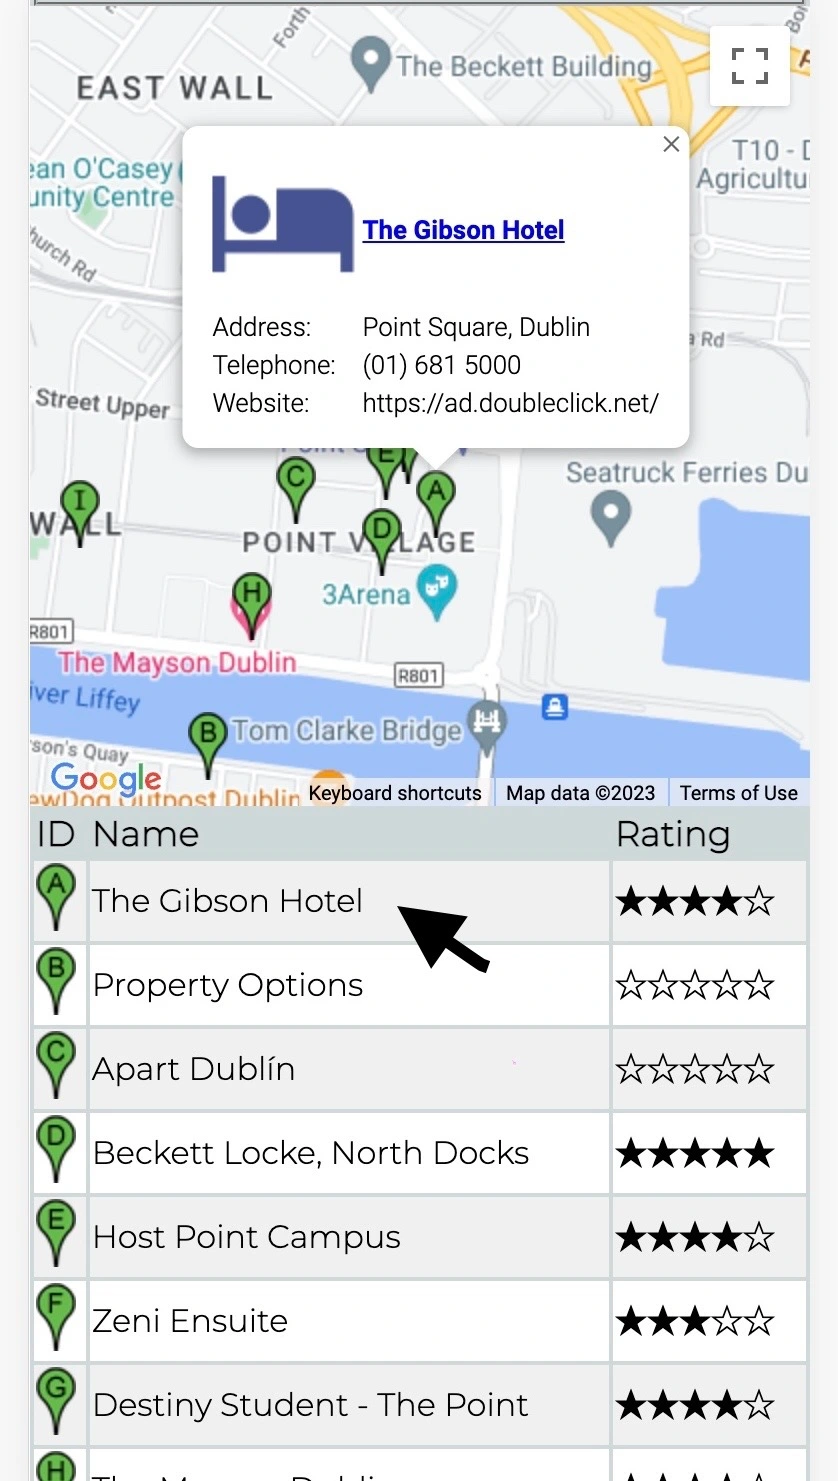 Forth
EAST WALL
The Beckett Building
ean O'Casey
unity Centre
T10 - D
Agricultu
hurch Rd
The Gibson Hotel
Address: Point Square, Dublin
Telephone: (01) 681 5000
Website: https://ad.doubleclick.net/
a Rd
Street Upper
E
C
A
Seatruck Ferries Du
I
WALL
D
POINT VILLAGE
H
3Arena
R801
The Mayson Dublin
R801
iver Liffey
B
Tom Clarke Bridge
son's Quay
Google
ewDog Outpost Dublin
Keyboard shortcuts Map data ©2023 Terms of Use
ID Name Rating
A The Gibson Hotel ★★★★☆
B Property Options ☆☆☆☆☆
C Apart Dublín ☆☆☆☆☆
D Beckett Locke, North Docks ★★★★★
E Host Point Campus ★★★★☆
F Zeni Ensuite ★★★☆☆
G Destiny Student - The Point ★★★★☆
H The Mayson Dublin